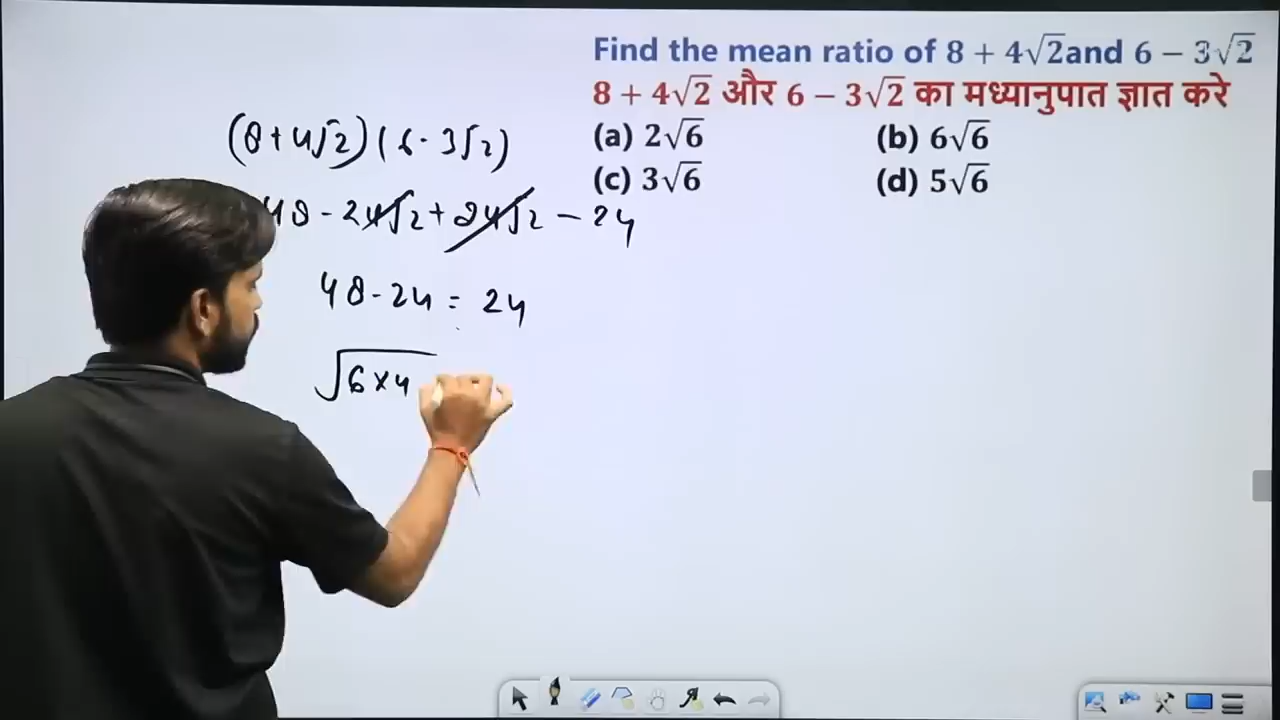 Find the mean ratio of 8 + 4√2and 6 − 3√2
8 + 4√2 और 6 − 3√2 का मध्यानुपात ज्ञात करे
(a) 2√6 (b) 6√6
(c) 3√6 (d) 5√6
(8+4√2)(6-3√2)
48-24√2+24√2-24
48-24=24
√6×4